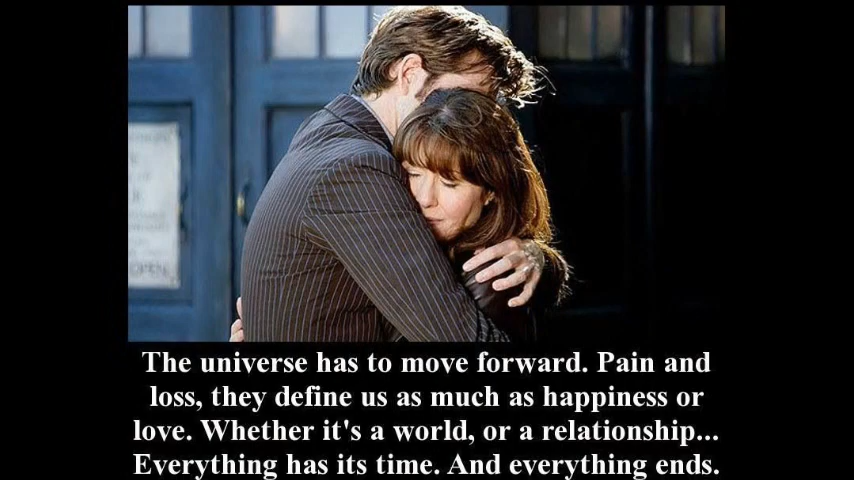 OPEN
The universe has to move forward. Pain and
loss, they define us as much as happiness or
love. Whether it's a world, or a relationship...
Everything has its time. And everything ends.